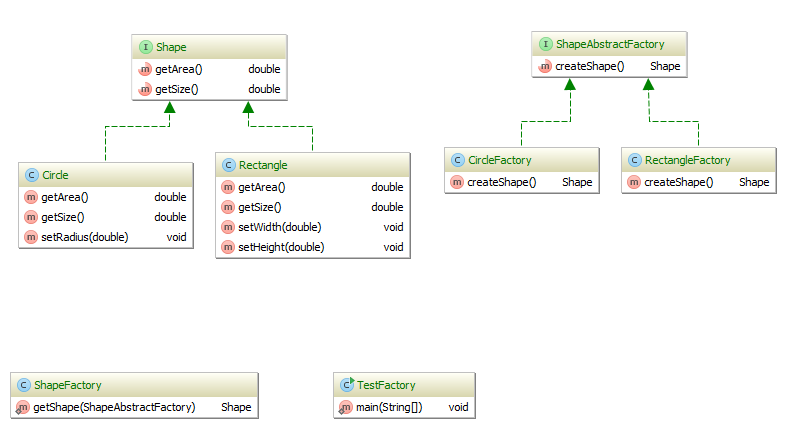 I Shape
m getArea() double
m getSize() double
I ShapeAbstractFactory
m createShape() Shape
C Circle
m getArea() double
m getSize() double
m setRadius(double) void
C Rectangle
m getArea() double
m getSize() double
m setWidth(double) void
m setHeight(double) void
C CircleFactory
m createShape() Shape
C RectangleFactory
m createShape() Shape
C ShapeFactory
m getShape(ShapeAbstractFactory) Shape
C TestFactory
m main(String[]) void